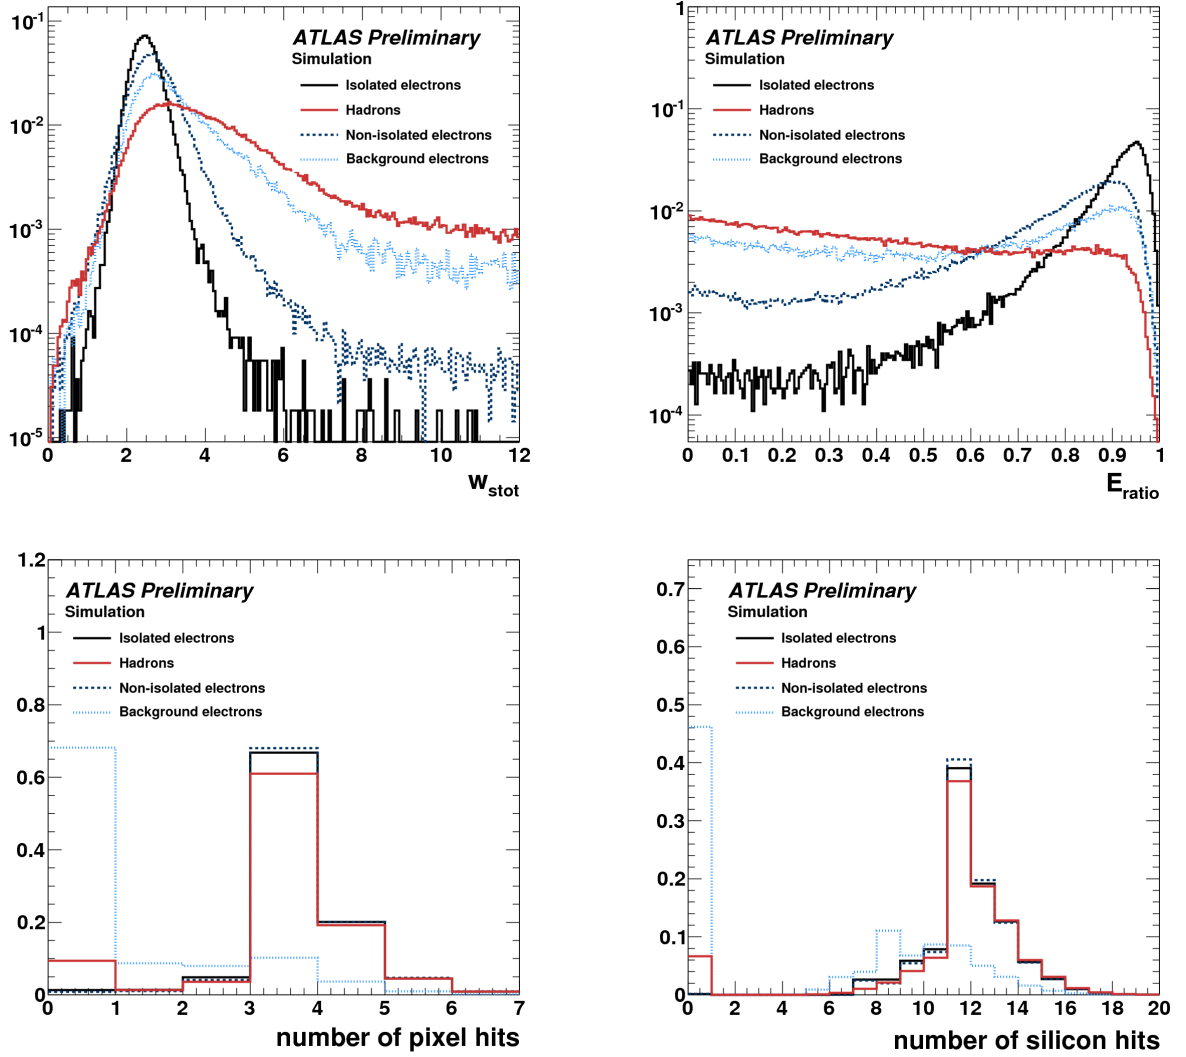 ATLAS Preliminary
Simulation
Isolated electrons
Hadrons
Non-isolated electrons
Background electrons
10-1
10-2
10-3
10-4
10-5
0 2 4 6 8 10 12
wstot
ATLAS Preliminary
Simulation
Isolated electrons
Hadrons
Non-isolated electrons
Background electrons
1
10-1
10-2
10-3
10-4
0 0.1 0.2 0.3 0.4 0.5 0.6 0.7 0.8 0.9 1
Eratio
ATLAS Preliminary
Simulation
Isolated electrons
Hadrons
Non-isolated electrons
Background electrons
1.2
1
0.8
0.6
0.4
0.2
0
0 1 2 3 4 5 6 7
number of pixel hits
ATLAS Preliminary
Simulation
Isolated electrons
Hadrons
Non-isolated electrons
Background electrons
0.7
0.6
0.5
0.4
0.3
0.2
0.1
0
0 2 4 6 8 10 12 14 16 18 20
number of silicon hits